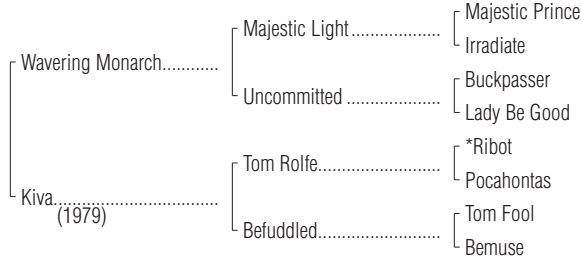 Majestic Prince
Majestic Light....................
Irradiate
Wavering Monarch............
Buckpasser
Uncommitted .....................
Lady Be Good
*Ribot
Tom Rolfe...........................
Pocahontas
Kiva.....................................
(1979)
Tom Fool
Befuddled...........................
Bemuse